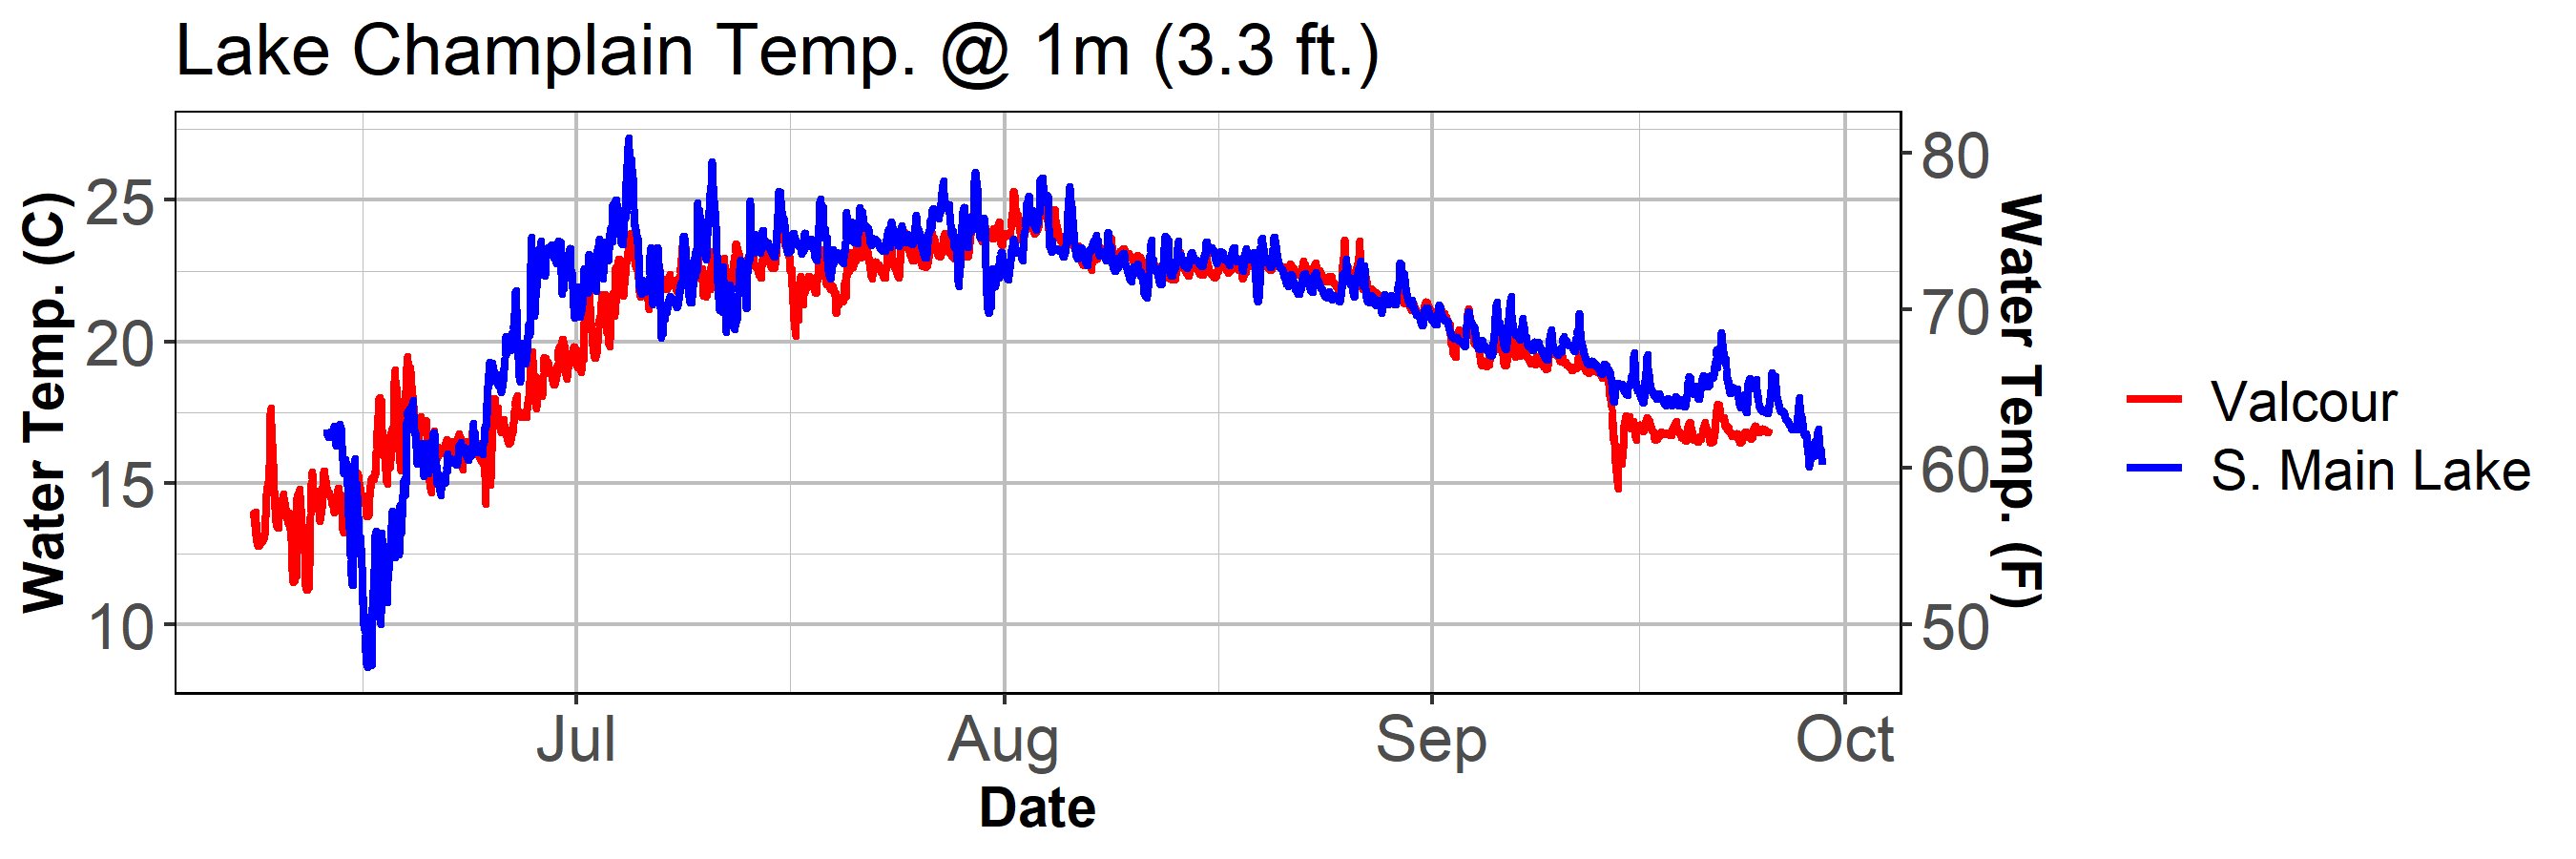 Lake Champlain Temp. @ 1m (3.3 ft.)
Water Temp. (C)
25
20
15
10
80
70
60
50
Water Temp. (F)
Jul
Aug
Sep
Oct
Date
Valcour
S. Main Lake